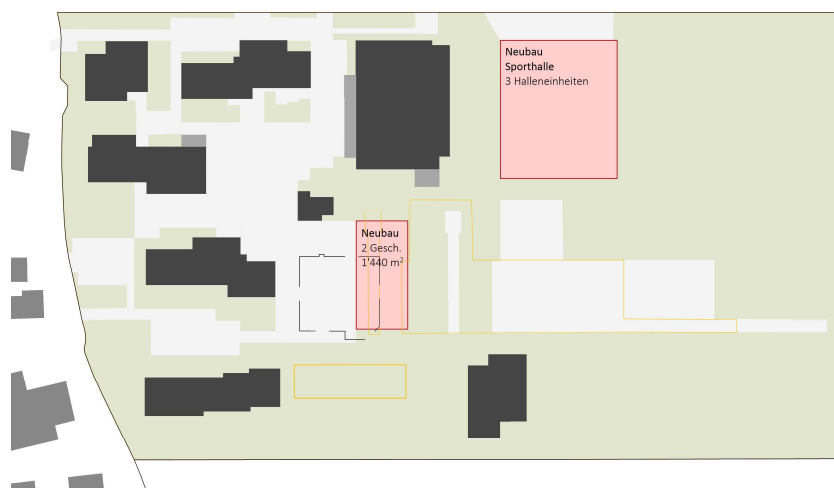 Neubau
Sporthalle
3 Halleneinheiten
Neubau
2 Gesch.
1'440 m²